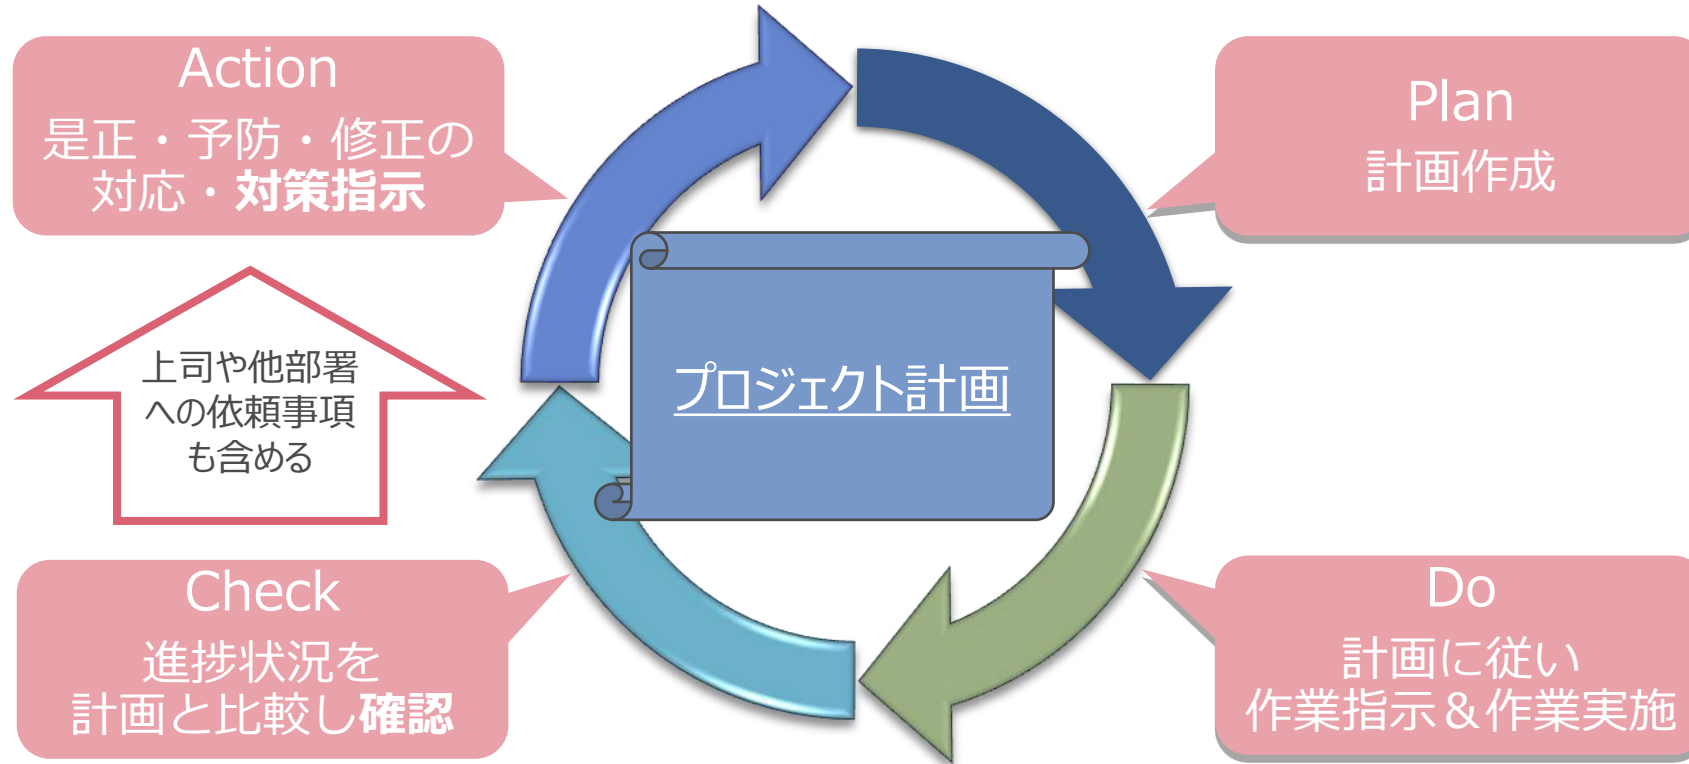 Action
是正・予防・修正の
対応・対策指示
Plan
計画作成
上司や他部署
への依頼事項
も含める
プロジェクト計画
Check
進捗状況を
計画と比較し確認
Do
計画に従い
作業指示＆作業実施